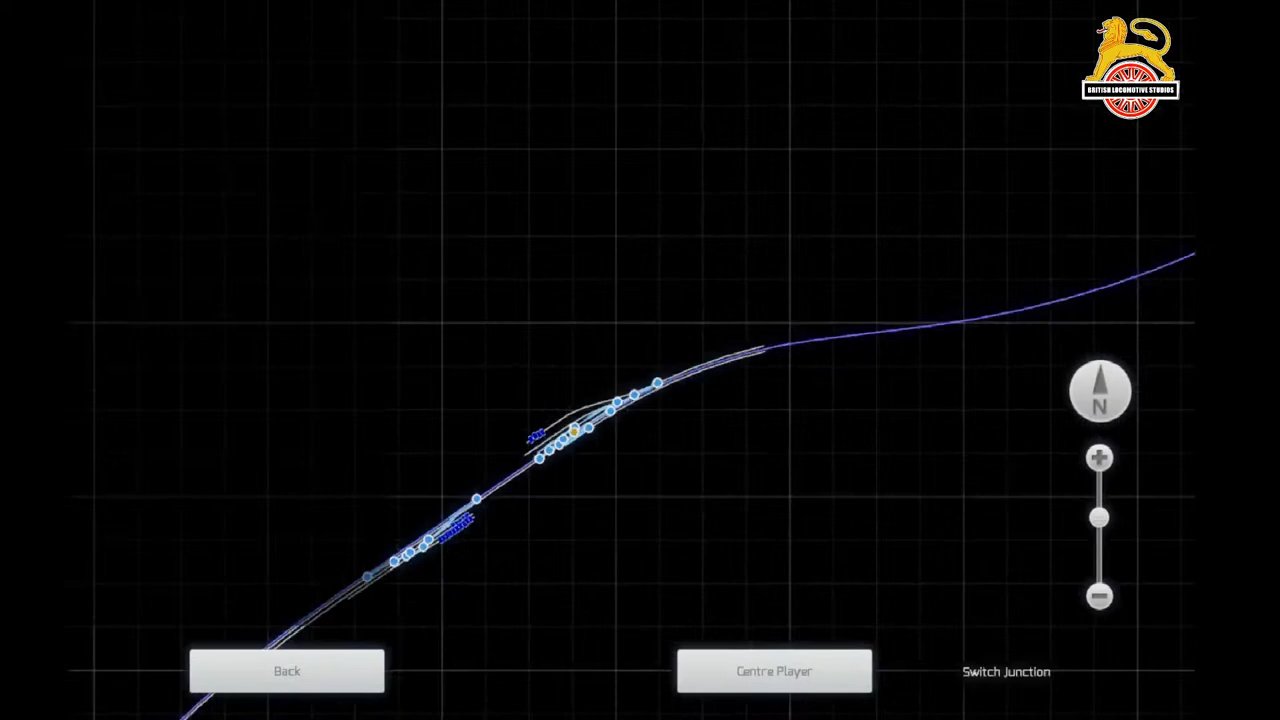 BRITISH LOCOMOTIVE STUDIOS
N
Back
Centre Player
Switch Junction